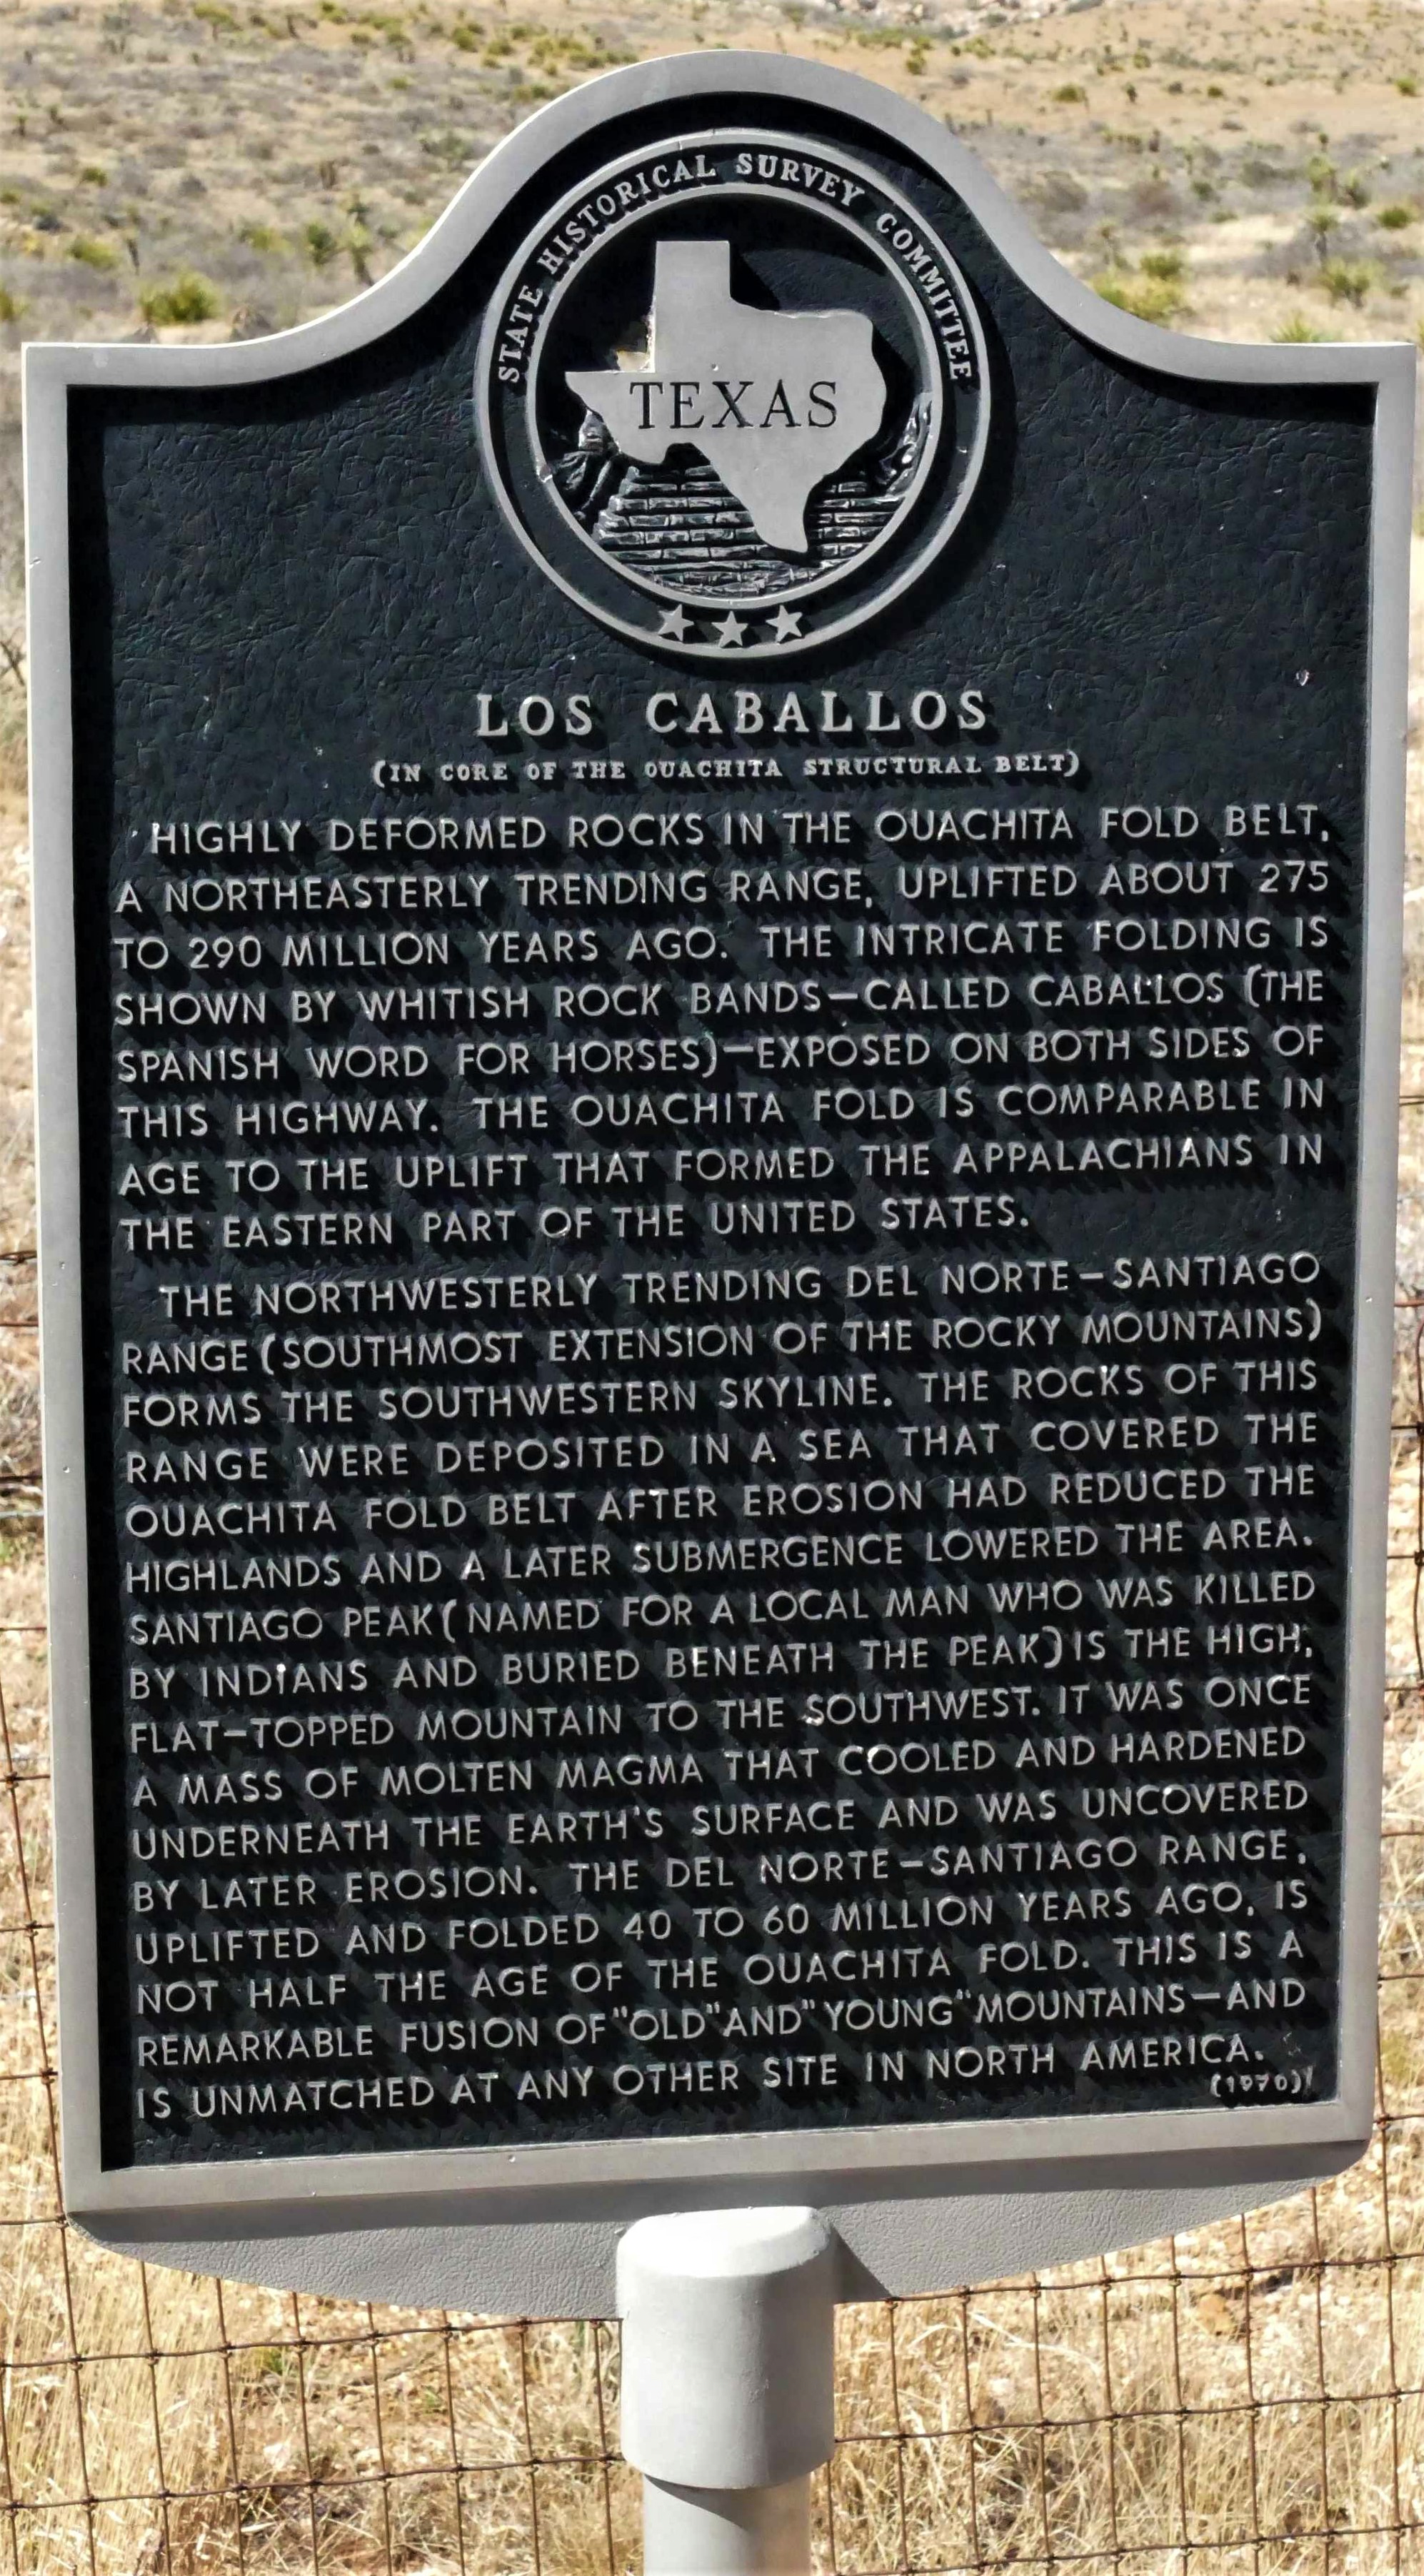 STATE HISTORICAL SURVEY COMMITTEE
TEXAS
LOS CABALLOS
(IN CORE OF THE OUACHITA STRUCTURAL BELT)
HIGHLY DEFORMED ROCKS IN THE OUACHITA FOLD BELT,
A NORTHEASTERLY TRENDING RANGE, UPLIFTED ABOUT 275
TO 290 MILLION YEARS AGO. THE INTRICATE FOLDING IS
SHOWN BY WHITISH ROCK BANDS—CALLED CABALLOS (THE
SPANISH WORD FOR HORSES)—EXPOSED ON BOTH SIDES OF
THIS HIGHWAY. THE OUACHITA FOLD IS COMPARABLE IN
AGE TO THE UPLIFT THAT FORMED THE APPALACHIANS IN
THE EASTERN PART OF THE UNITED STATES.
THE NORTHWESTERLY TRENDING DEL NORTE—SANTIAGO
RANGE (SOUTHMOST EXTENSION OF THE ROCKY MOUNTAINS)
FORMS THE SOUTHWESTERN SKYLINE. THE ROCKS OF THIS
RANGE WERE DEPOSITED IN A SEA THAT COVERED THE
OUACHITA FOLD BELT AFTER EROSION HAD REDUCED THE
HIGHLANDS AND A LATER SUBMERGENCE LOWERED THE AREA.
SANTIAGO PEAK (NAMED FOR A LOCAL MAN WHO WAS KILLED
BY INDIANS AND BURIED BENEATH THE PEAK) IS THE HIGH,
FLAT-TOPPED MOUNTAIN TO THE SOUTHWEST. IT WAS ONCE
A MASS OF MOLTEN MAGMA THAT COOLED AND HARDENED
UNDERNEATH THE EARTH'S SURFACE AND WAS UNCOVERED
BY LATER EROSION. THE DEL NORTE—SANTIAGO RANGE,
UPLIFTED AND FOLDED 40 TO 60 MILLION YEARS AGO, IS
NOT HALF THE AGE OF THE OUACHITA FOLD. THIS IS A
REMARKABLE FUSION OF "OLD" AND "YOUNG" MOUNTAINS—AND
IS UNMATCHED AT ANY OTHER SITE IN NORTH AMERICA.
(1970)